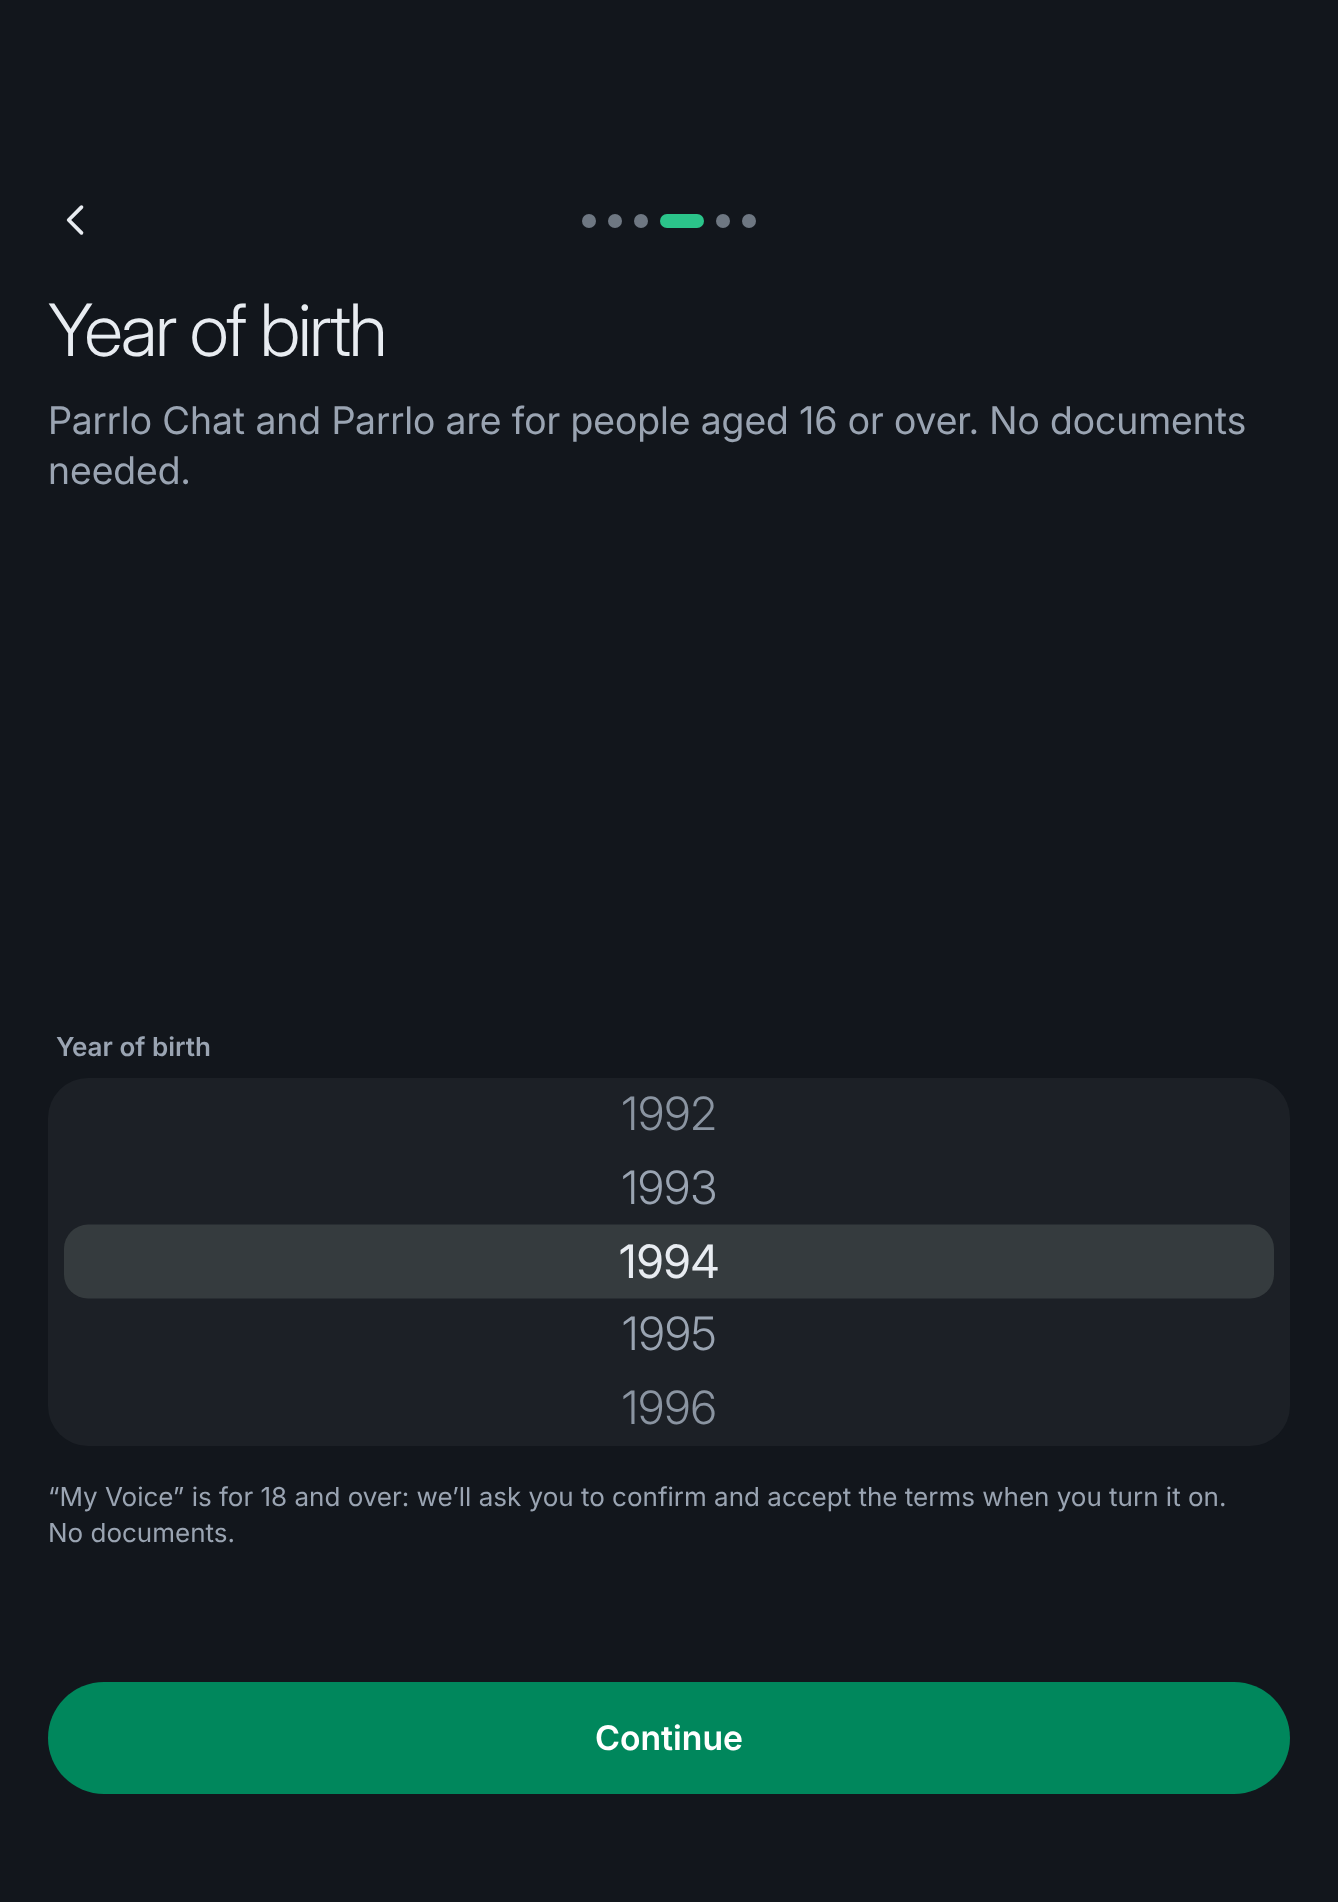 Year of birth
Parrlo Chat and Parrlo are for people aged 16 or over. No documents
needed.
Year of birth
1992
1993
1994
1995
1996
“My Voice” is for 18 and over: we’ll ask you to confirm and accept the terms when you turn it on.
No documents.
Continue